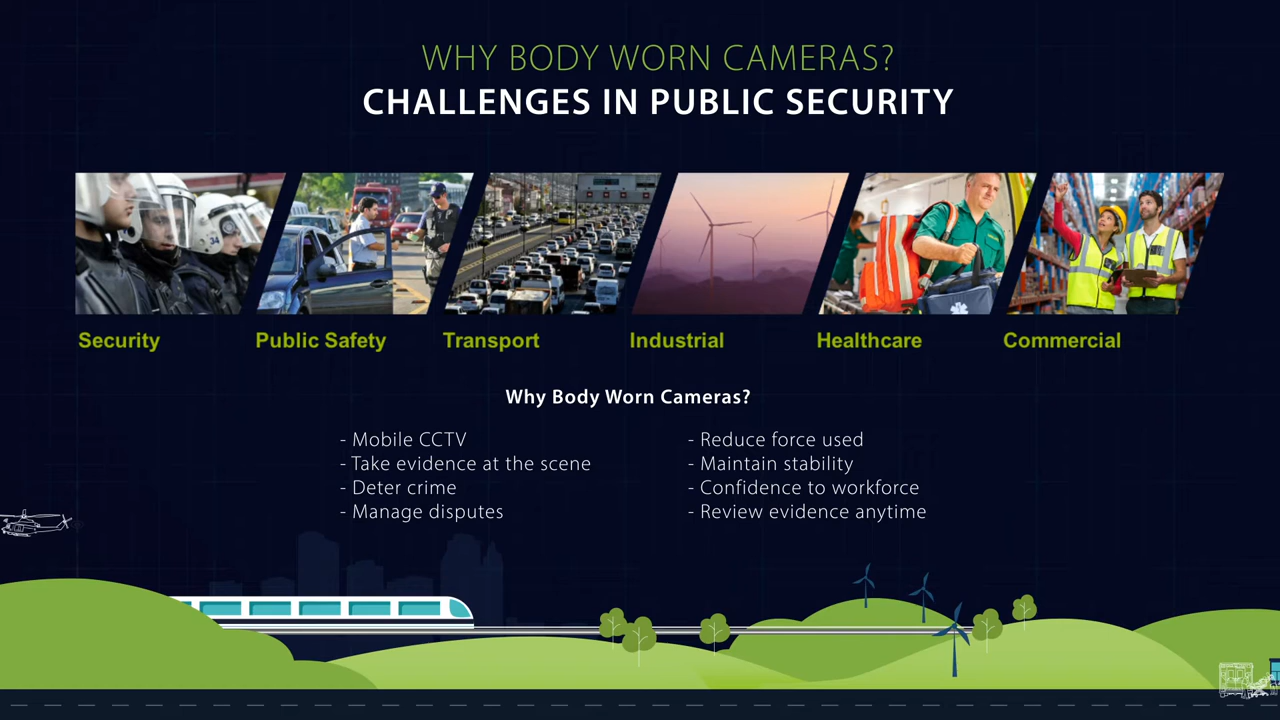 WHY BODY WORN CAMERAS?
CHALLENGES IN PUBLIC SECURITY
34
Security
Public Safety
Transport
Industrial
Healthcare
Commercial
Why Body Worn Cameras?
- Mobile CCTV
- Take evidence at the scene
- Deter crime
- Manage disputes
- Reduce force used
- Maintain stability
- Confidence to workforce
- Review evidence anytime